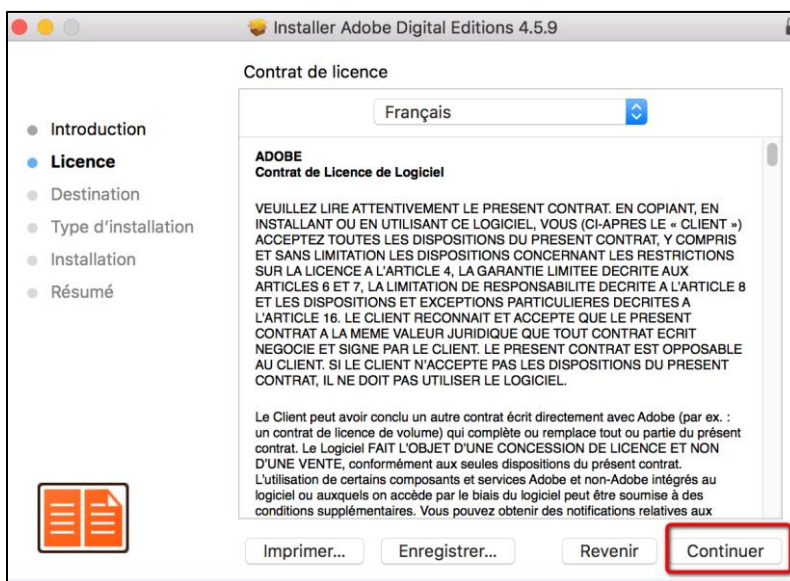 Installer Adobe Digital Editions 4.5.9
Contrat de licence
Introduction
Licence
Destination
Type d'installation
Installation
Résumé
Français
ADOBE
Contrat de Licence de Logiciel
VEUILLEZ LIRE ATTENTIVEMENT LE PRESENT CONTRAT. EN COPIANT, EN
INSTALLANT OU EN UTILISANT CE LOGICIEL, VOUS (CI-APRES LE « CLIENT »)
ACCEPTEZ TOUTES LES DISPOSITIONS DU PRESENT CONTRAT, Y COMPRIS
ET SANS LIMITATION LES DISPOSITIONS CONCERNANT LES RESTRICTIONS
SUR LA LICENCE A L'ARTICLE 4, LA GARANTIE LIMITEE DECRITE AUX
ARTICLES 6 ET 7, LA LIMITATION DE RESPONSABILITE DECRITE A L'ARTICLE 8
ET LES DISPOSITIONS ET EXCEPTIONS PARTICULIERES DECRITES A
L'ARTICLE 16. LE CLIENT RECONNAIT ET ACCEPTE QUE LE PRESENT
CONTRAT A LA MEME VALEUR JURIDIQUE QUE TOUT CONTRAT ECRIT
NEGOCIE ET SIGNE PAR LE CLIENT. LE PRESENT CONTRAT EST OPPOSABLE
AU CLIENT. SI LE CLIENT N'ACCEPTE PAS LES DISPOSITIONS DU PRESENT
CONTRAT, IL NE DOIT PAS UTILISER LE LOGICIEL.
Le Client peut avoir conclu un autre contrat écrit directement avec Adobe (par ex. :
un contrat de licence de volume) qui complète ou remplace tout ou partie du présent
contrat. Le Logiciel FAIT L'OBJET D'UNE CONCESSION DE LICENCE ET NON
D'UNE VENTE, conformément aux seules dispositions du présent contrat.
L'utilisation de certains composants et services Adobe et non-Adobe intégrés au
logiciel ou auxquels on accède par le biais du logiciel peut être soumise à des
conditions supplémentaires. Vous pouvez obtenir des notifications relatives aux
Imprimer...
Enregistrer...
Revenir
Continuer